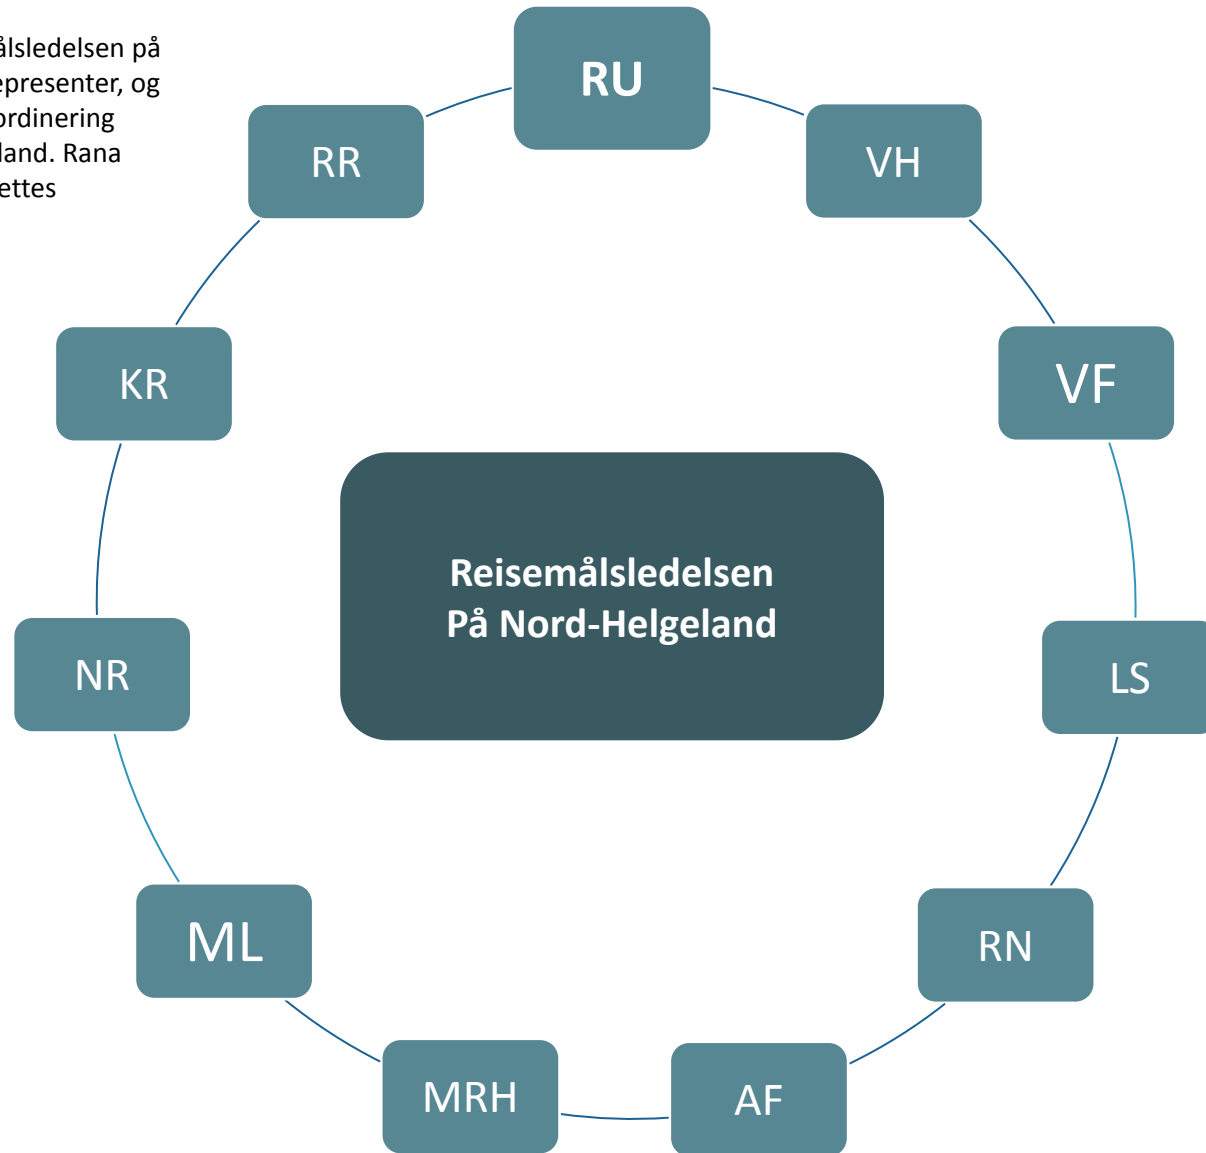 ålsledelsen på
epresenter, og
ordinering
land. Rana
ettes
RU
RR
VH
KR
VF
Reisemålsledelsen
På Nord-Helgeland
NR
LS
ML
RN
MRH
AF